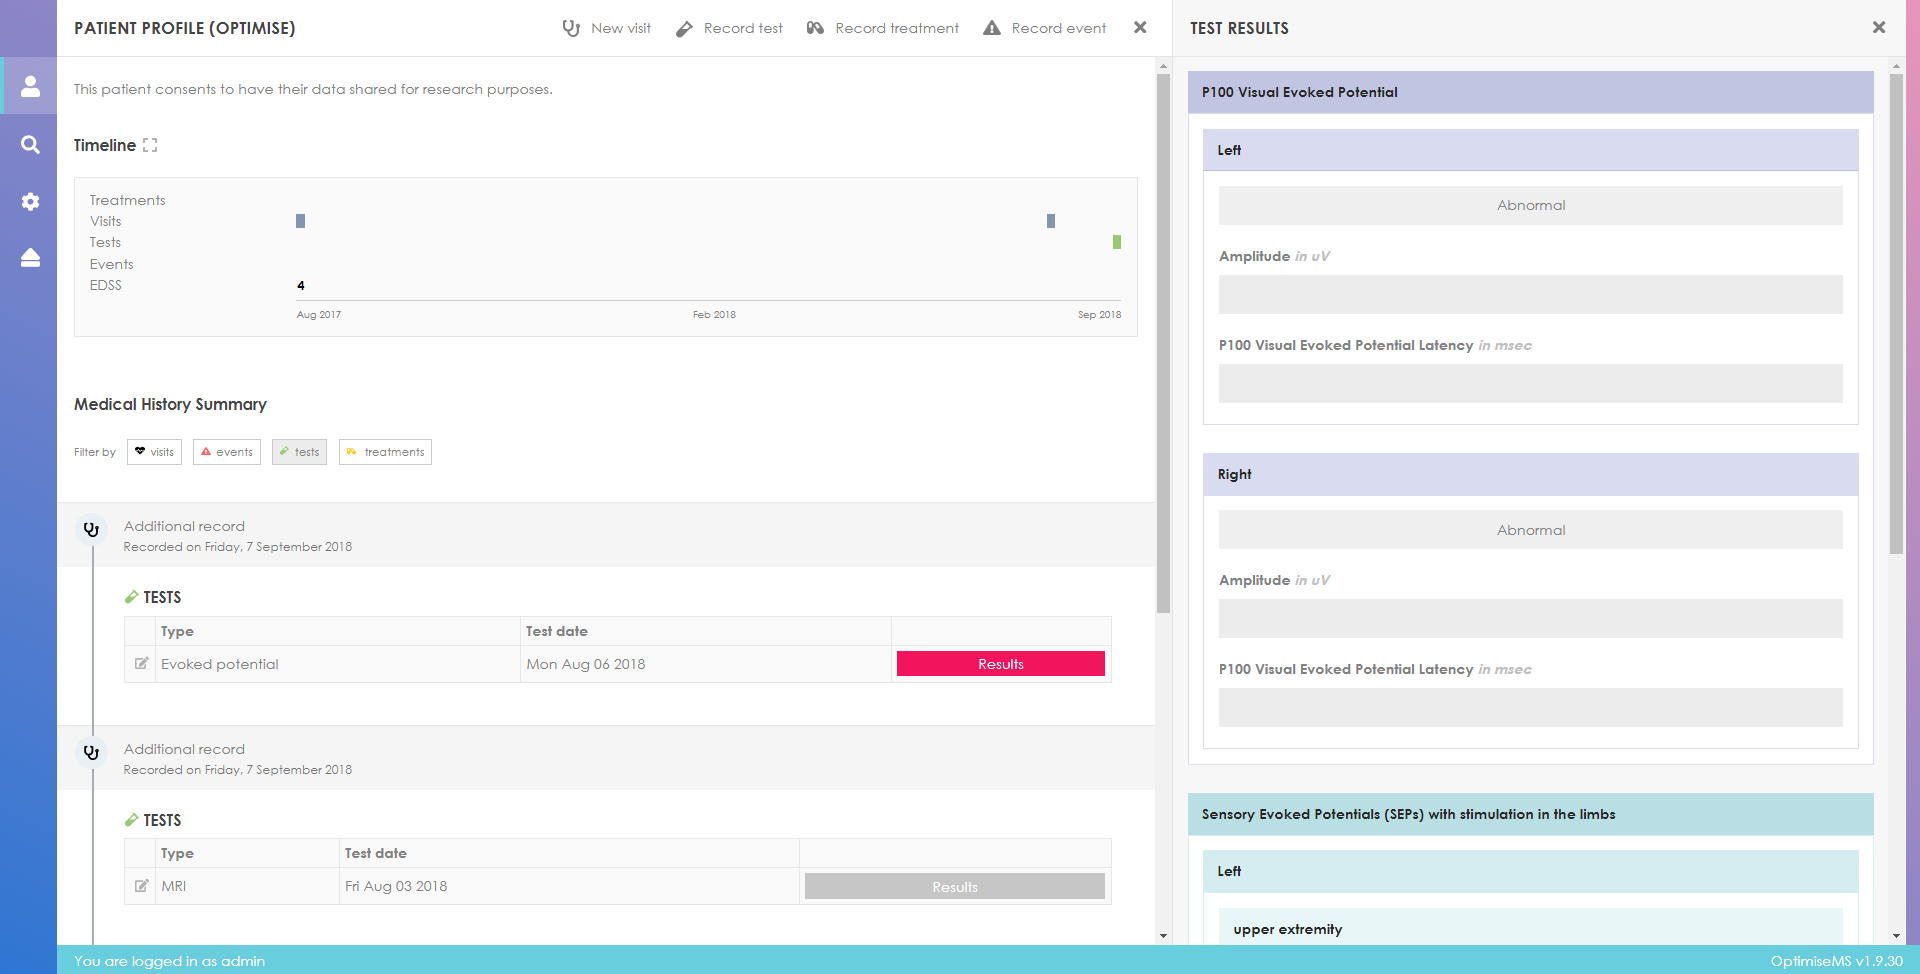 PATIENT PROFILE (OPTIMISE)
New visit
Record test
Record treatment
Record event
This patient consents to have their data shared for research purposes.
Timeline
Treatments
Visits
Tests
Events
EDSS
4
Aug 2017
Feb 2018
Sep 2018
Medical History Summary
Filter by
visits
events
tests
treatments
Additional record
Recorded on Friday, 7 September 2018
TESTS
Type
Test date
Evoked potential
Mon Aug 06 2018
Results
Additional record
Recorded on Friday, 7 September 2018
TESTS
Type
Test date
MRI
Fri Aug 03 2018
Results
TEST RESULTS
P100 Visual Evoked Potential
Left
Abnormal
Amplitude in uV
P100 Visual Evoked Potential Latency in msec
Right
Abnormal
Amplitude in uV
P100 Visual Evoked Potential Latency in msec
Sensory Evoked Potentials (SEPs) with stimulation in the limbs
Left
upper extremity
You are logged in as admin
OptimiseMS v1.9.30